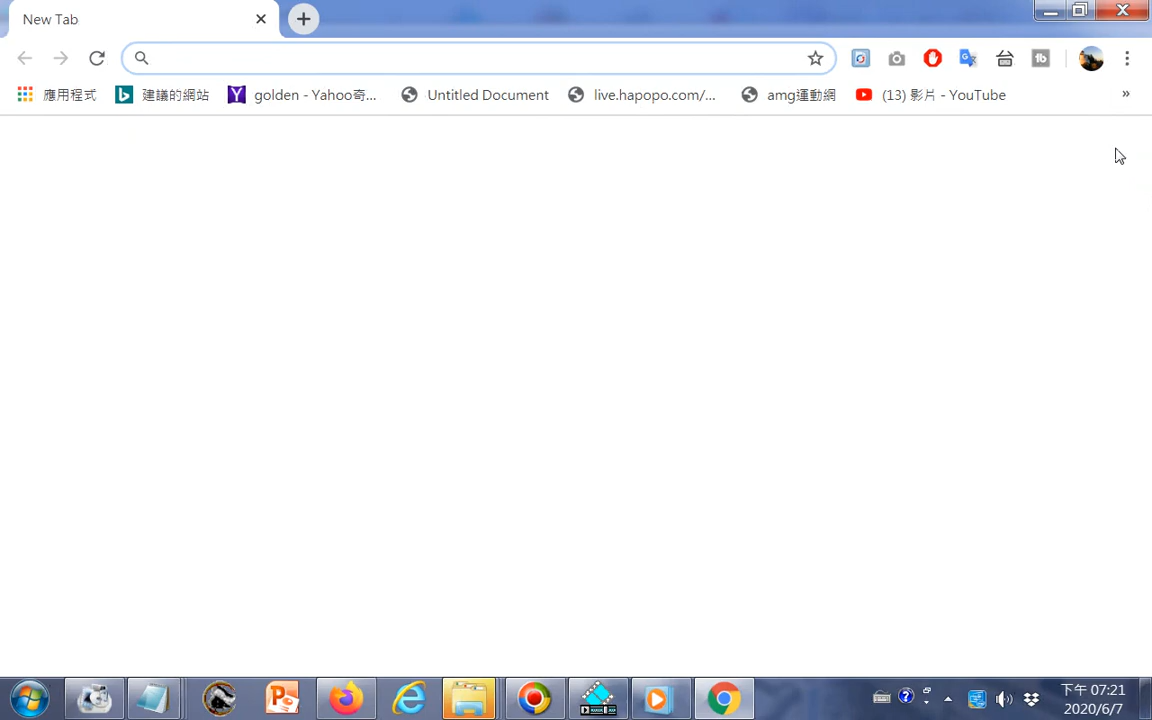 New Tab
應用程式 建議的網站 golden - Yahoo奇... Untitled Document live.hapopo.com/... amg運動網 (13) 影片 - YouTube »
下午 07:21
2020/6/7